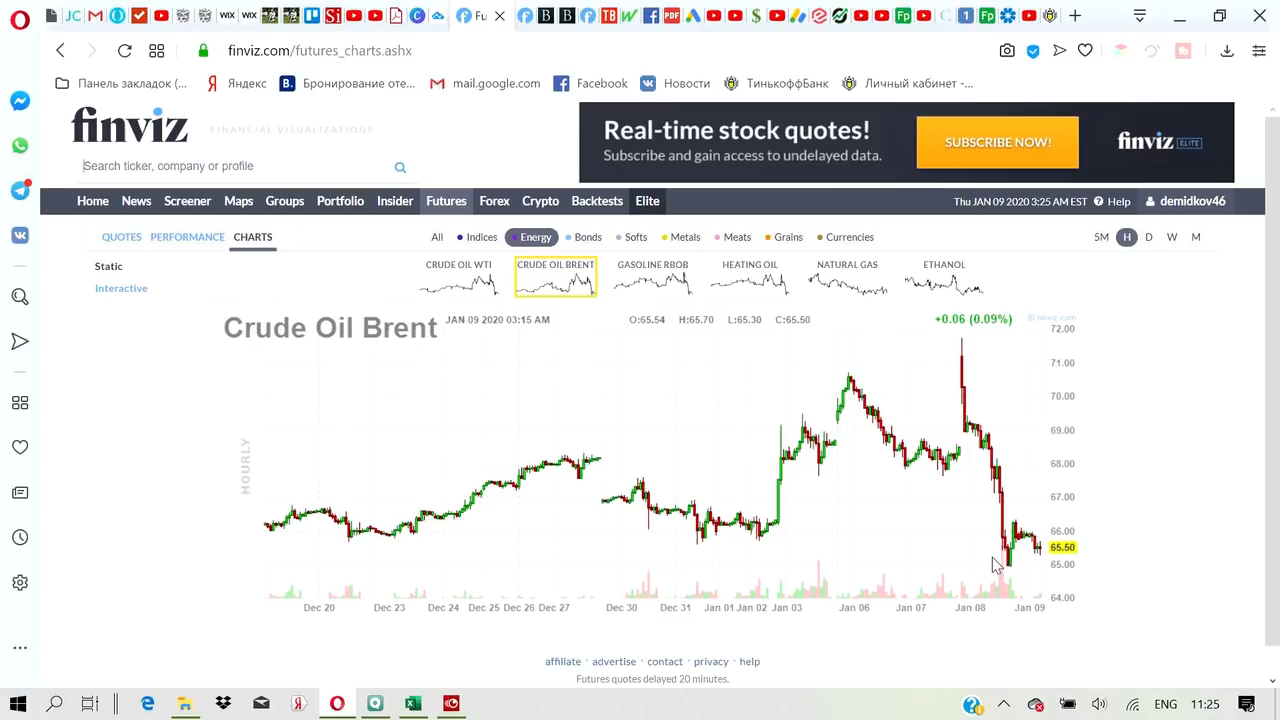 Fu
finviz.com/futures_charts.ashx
Панель закладок (...
Яндекс
Бронирование оте...
mail.google.com
Facebook
Новости
ТинькоффБанк
Личный кабинет -...
finviz FINANCIAL VISUALIZATIONS
Search ticker, company or profile
Real-time stock quotes!
Subscribe and gain access to undelayed data.
SUBSCRIBE NOW!
finviz ELITE
Home News Screener Maps Groups Portfolio Insider Futures Forex Crypto Backtests Elite
Thu JAN 09 2020 3:25 AM EST Help demidkov46
QUOTES PERFORMANCE CHARTS
All Indices Energy Bonds Softs Metals Meats Grains Currencies
5M H D W M
Static
Interactive
CRUDE OIL WTI CRUDE OIL BRENT GASOLINE RBOB HEATING OIL NATURAL GAS ETHANOL
Crude Oil Brent JAN 09 2020 03:15 AM O:65.54 H:65.70 L:65.30 C:65.50 +0.06 (0.09%) © finviz.com
72.00
71.00
70.00
69.00
68.00
67.00
66.00
65.50
65.00
64.00
HOURLY
Dec 20 Dec 23 Dec 24 Dec 25 Dec 26 Dec 27 Dec 30 Dec 31 Jan 01 Jan 02 Jan 03 Jan 06 Jan 07 Jan 08 Jan 09
affiliate · advertise · contact · privacy · help
Futures quotes delayed 20 minutes.
ENG 11:25